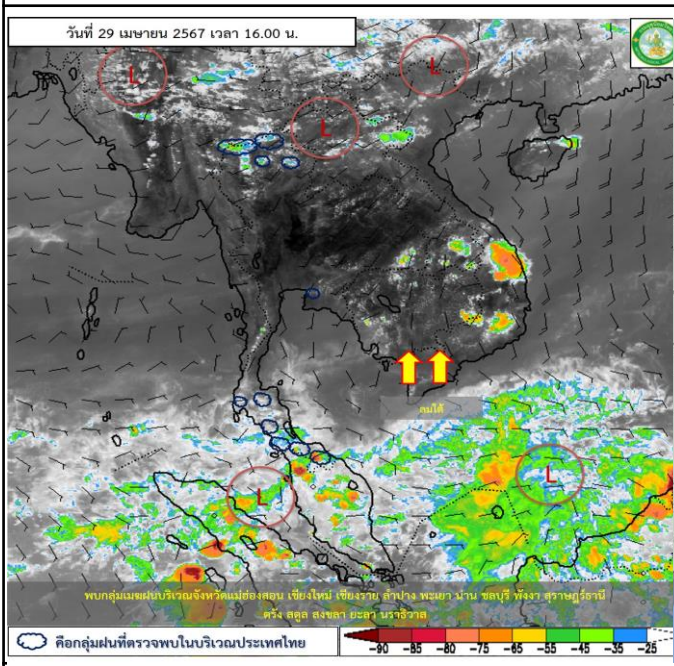 วันที่ 29 เมษายน 2567 เวลา 16.00 น.
L
L
L
ลมใต้
L
L
พบกลุ่มเมฆฝนบริเวณจังหวัดแม่ฮ่องสอน เชียงใหม่ เชียงราย ลำปาง พะเยา น่าน ชลบุรี พังงา สุราษฎร์ธานี
ตรัง สตูล สงขลา ยะลา นราธิวาส
คือกลุ่มฝนที่ตรวจพบในบริเวณประเทศไทย
-90 -85 -80 -75 -65 -55 -45 -35 -25